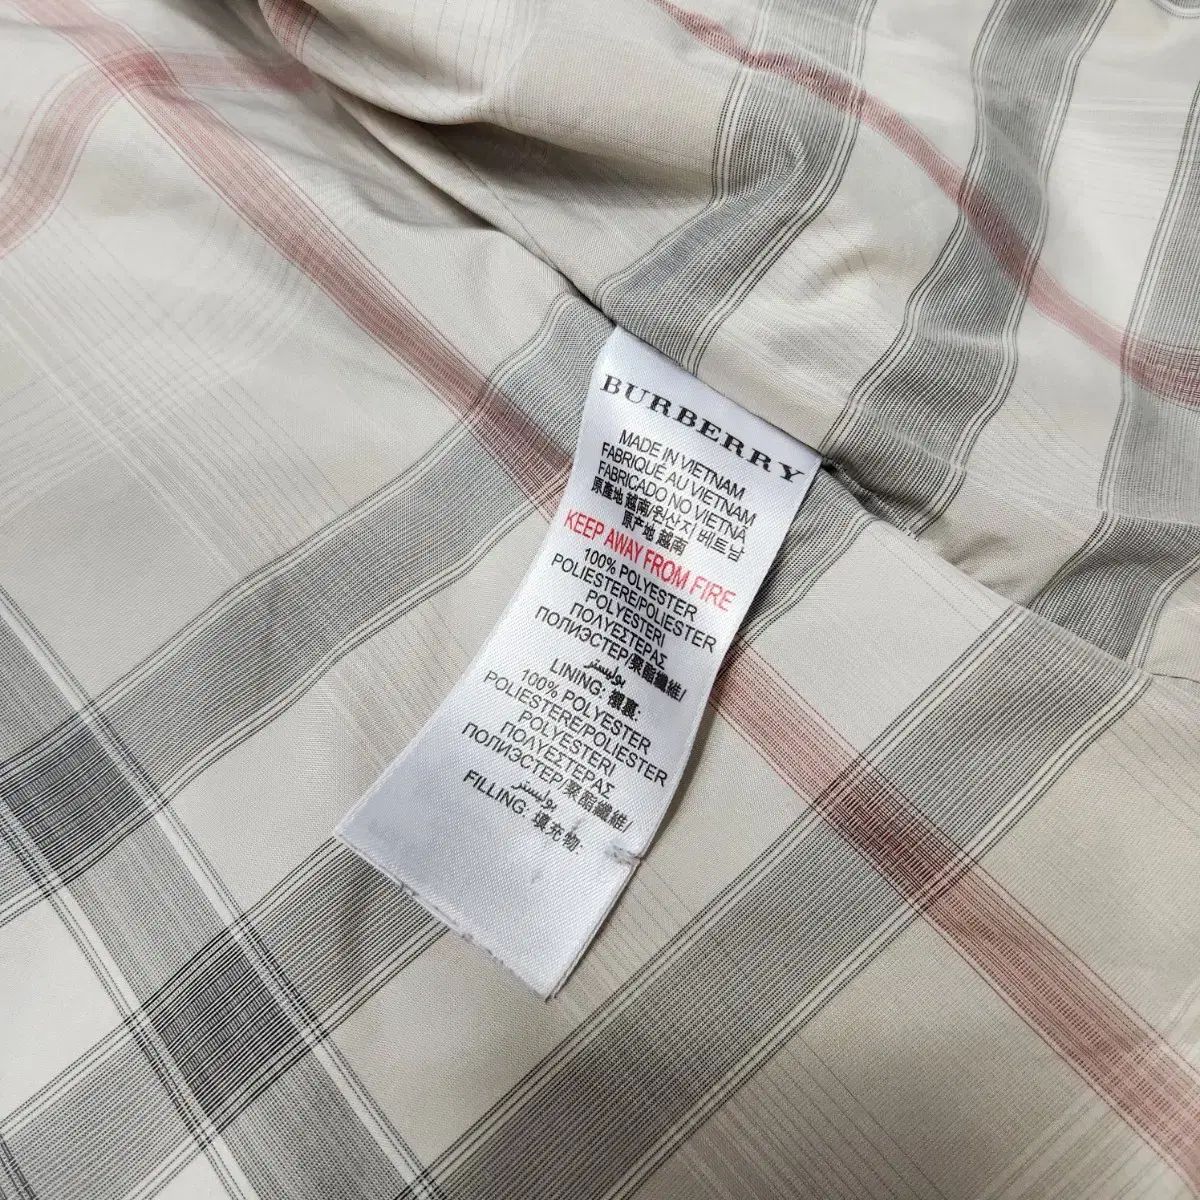 BURBERRY
MADE IN VIETNAM
FABRIQUÉ AU VIETNAM
FABRICADO NO VIETNÃ
原產地 越南/원산지 베트남
原产地 越南
KEEP AWAY FROM FIRE
100% POLYESTER
POLIESTERE/POLIESTER
POLYESTERI
ΠΟΛΥΕΣΤΕΡΑΣ
ПОЛИЭСТЕР/聚酯纖維/
بوليستر
LINING: 襯裏:
100% POLYESTER
POLIESTERE/POLIESTER
POLYESTERI
ΠΟΛΥΕΣΤΕΡΑΣ
ПОЛИЭСТЕР/聚酯纖維/
بوليستر
FILLING: 填充物: